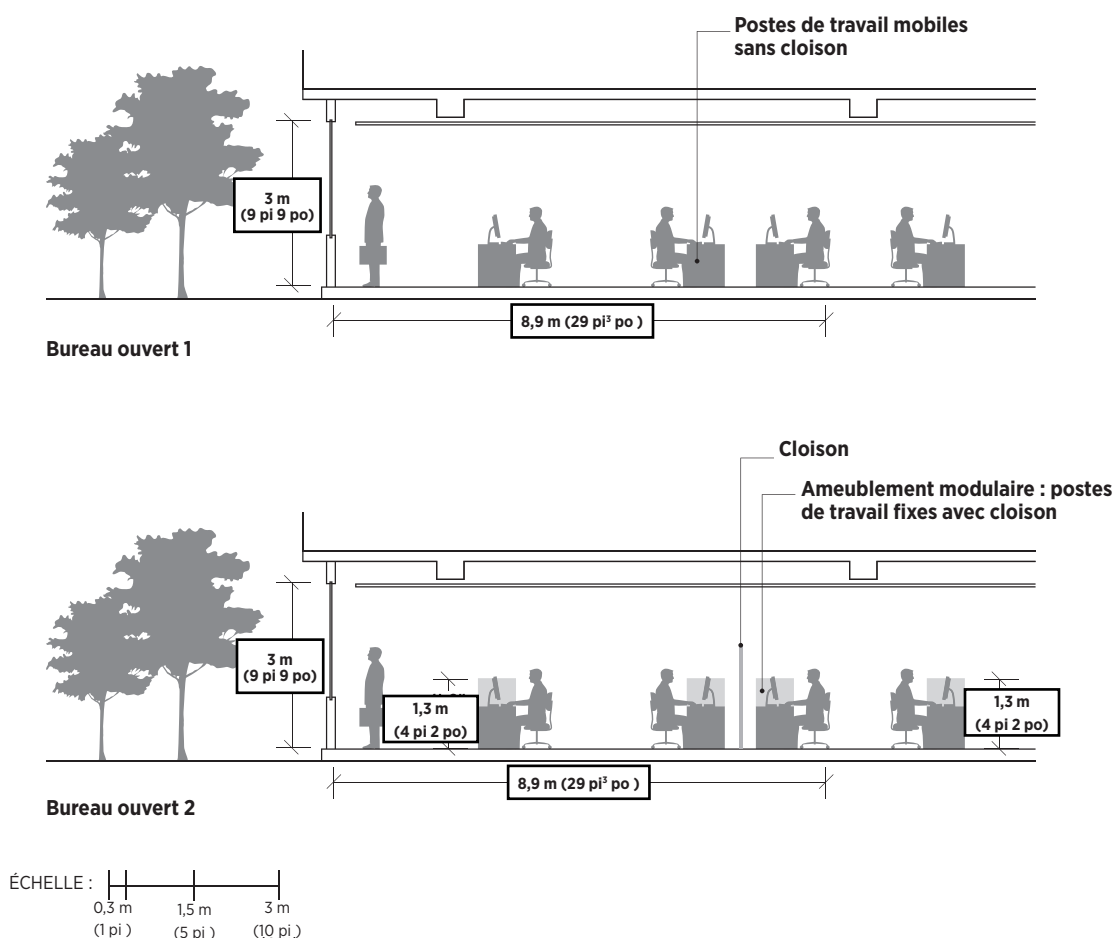 Postes de travail mobiles
sans cloison
3 m
(9 pi 9 po)
8,9 m (29 pi³ po )
Bureau ouvert 1
Cloison
Ameublement modulaire : postes
de travail fixes avec cloison
3 m
(9 pi 9 po)
1,3 m
(4 pi 2 po)
1,3 m
(4 pi 2 po)
8,9 m (29 pi³ po )
Bureau ouvert 2
ÉCHELLE :
0,3 m
(1 pi )
1,5 m
(5 pi )
3 m
(10 pi )